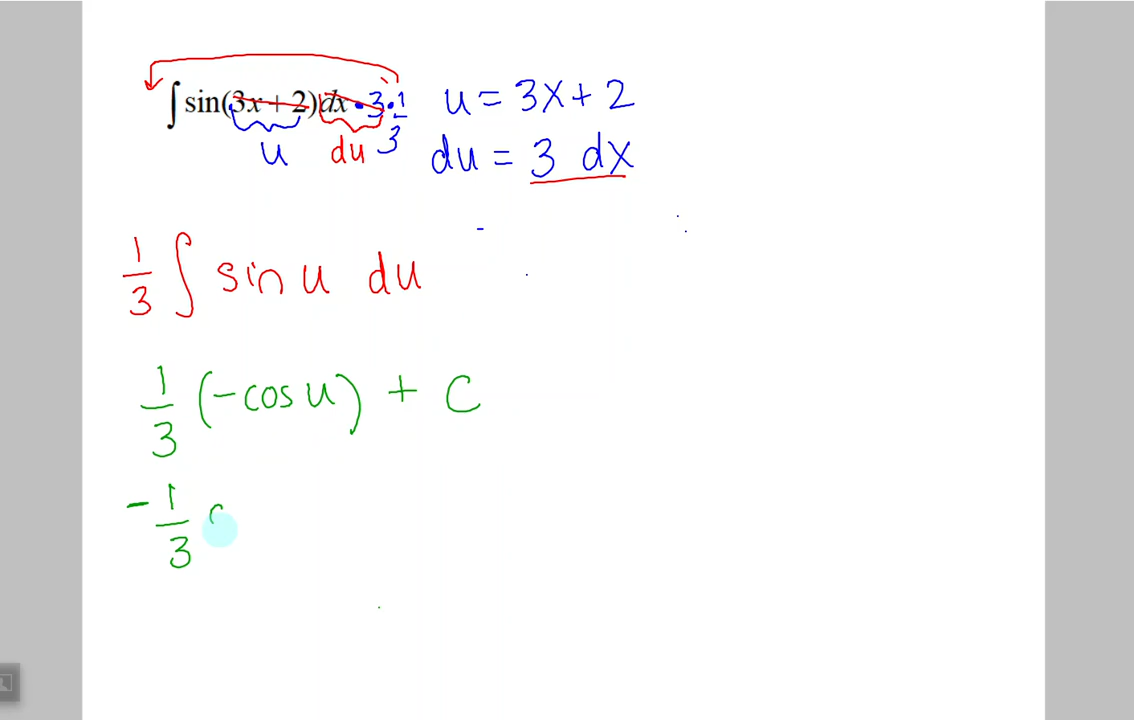 ∫ sin(3x + 2)dx • 3 • 1/3 u = 3x + 2
u du du = 3 dx
1/3 ∫ sin u du
1/3 (-cos u) + C
- 1/3 c